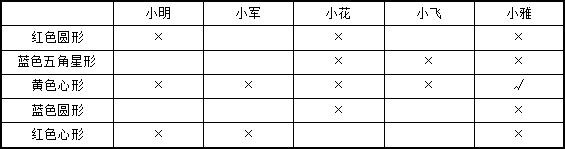 小明 小军 小花 小飞 小雅
红色圆形 × × ×
蓝色五角星形 × × ×
黄色心形 × × × × √
蓝色圆形 × ×
红色心形 × × ×